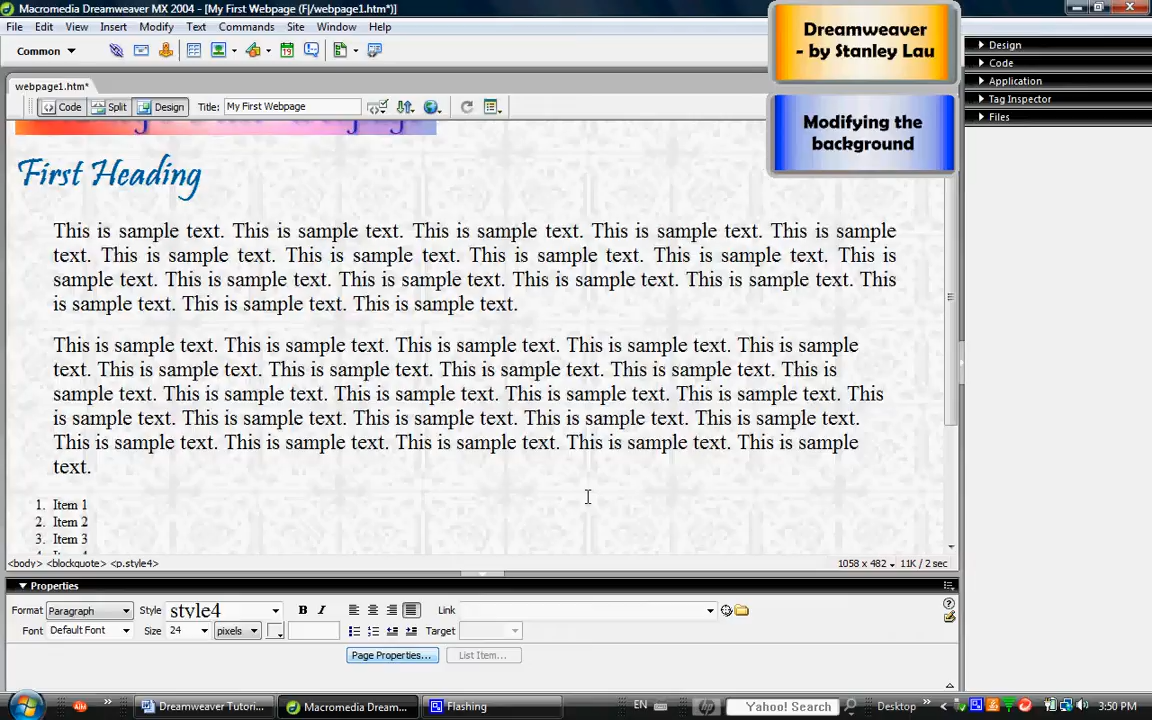 Macromedia Dreamweaver MX 2004 - [My First Webpage (F|/webpage1.htm*)]
File Edit View Insert Modify Text Commands Site Window Help
Dreamweaver
- by Stanley Lau
Common
Design
Code
Application
Tag Inspector
Files
webpage1.htm*
Code Split Design Title: My First Webpage
Modifying the
background
First Heading
This is sample text. This is sample text. This is sample text. This is sample text. This is sample
text. This is sample text. This is sample text. This is sample text. This is sample text. This is
sample text. This is sample text. This is sample text. This is sample text. This is sample text. This
is sample text. This is sample text. This is sample text.
This is sample text. This is sample text. This is sample text. This is sample text. This is sample
text. This is sample text. This is sample text. This is sample text. This is sample text. This is
sample text. This is sample text. This is sample text. This is sample text. This is sample text. This
is sample text. This is sample text. This is sample text. This is sample text. This is sample text.
This is sample text. This is sample text. This is sample text. This is sample text. This is sample
text.
1. Item 1
2. Item 2
3. Item 3
<body> <blockquote> <p.style4> 1058 x 482 11K / 2 sec
Properties
Format Paragraph Style style4 B I Link
Font Default Font Size 24 pixels Target
Page Properties... List Item...
Dreamweaver Tutori... Macromedia Dream... Flashing EN hp Yahoo! Search Desktop 3:50 PM